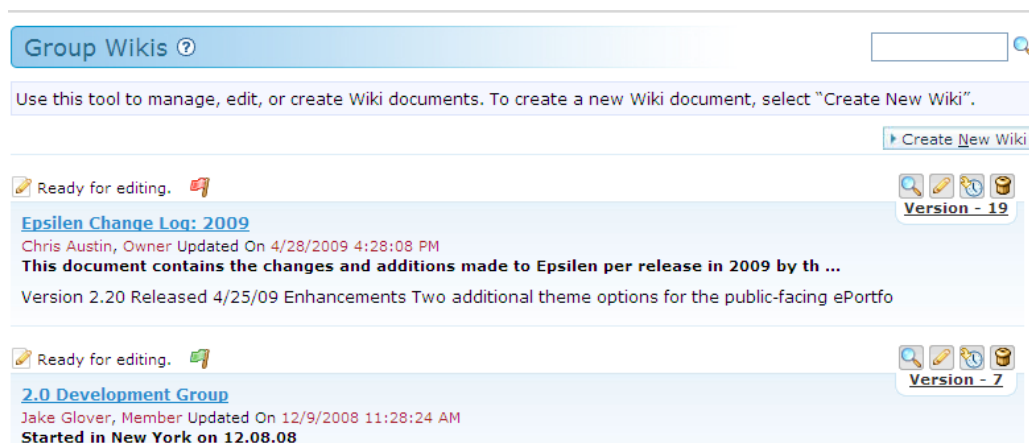 Group Wikis
Use this tool to manage, edit, or create Wiki documents. To create a new Wiki document, select “Create New Wiki”.
Create New Wiki
Ready for editing.
Version - 19
Epsilen Change Log: 2009
Chris Austin, Owner Updated On 4/28/2009 4:28:08 PM
This document contains the changes and additions made to Epsilen per release in 2009 by th ...
Version 2.20 Released 4/25/09 Enhancements Two additional theme options for the public-facing ePortfo
Ready for editing.
Version - 7
2.0 Development Group
Jake Glover, Member Updated On 12/9/2008 11:28:24 AM
Started in New York on 12.08.08